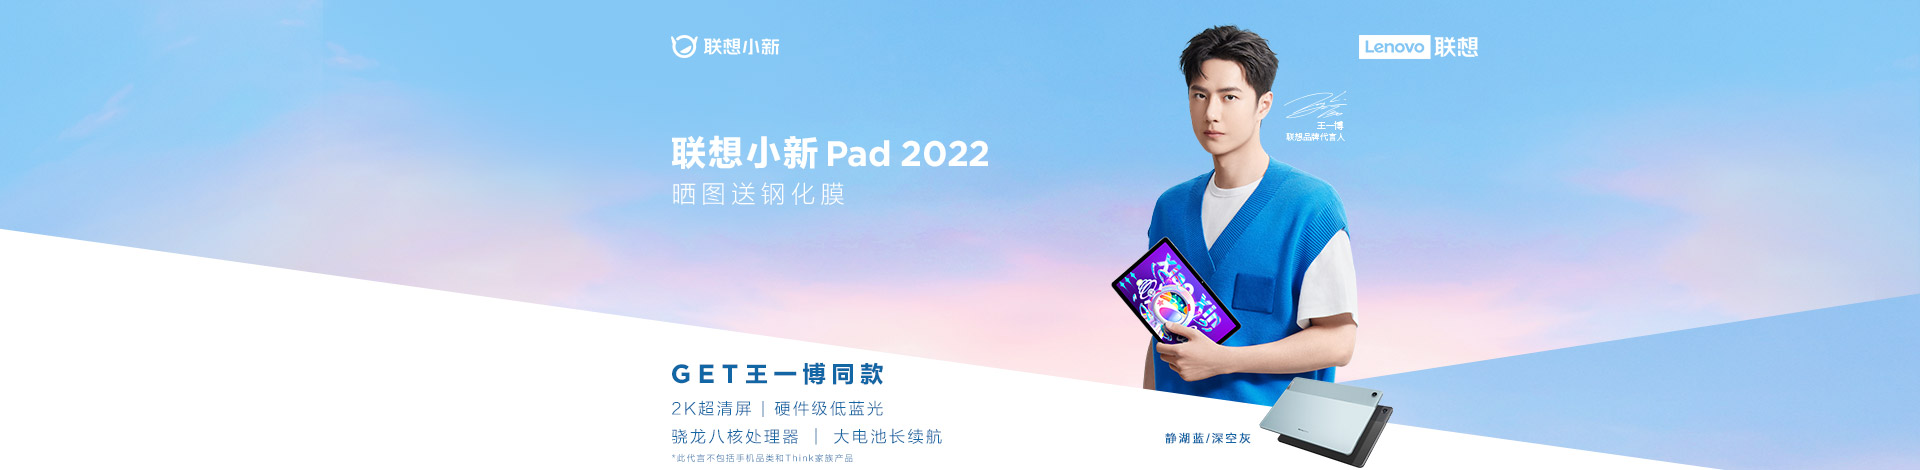 联想小新
Lenovo 联想
王一博
联想品牌代言人
联想小新 Pad 2022
晒图送钢化膜
GET王一博同款
2K超清屏 | 硬件级低蓝光
骁龙八核处理器 | 大电池长续航
*此代言不包括手机品类和Think家族产品
静湖蓝/深空灰